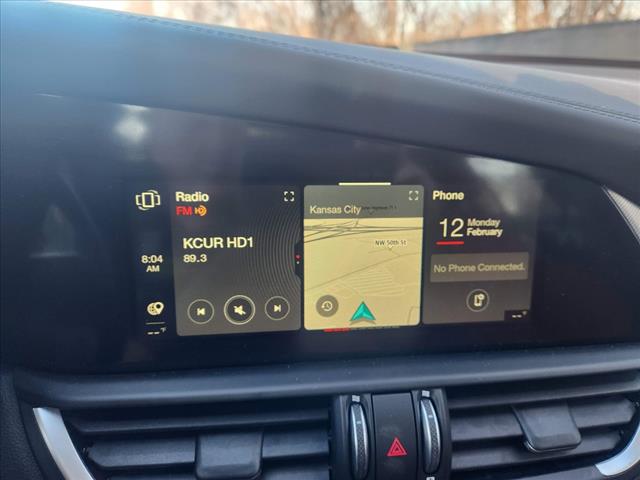 Radio
FM HD
KCUR HD1
89.3
8:04
AM
-- °F
Kansas City
NW 50th St
Phone
12 Monday
February
No Phone Connected.
-- °F